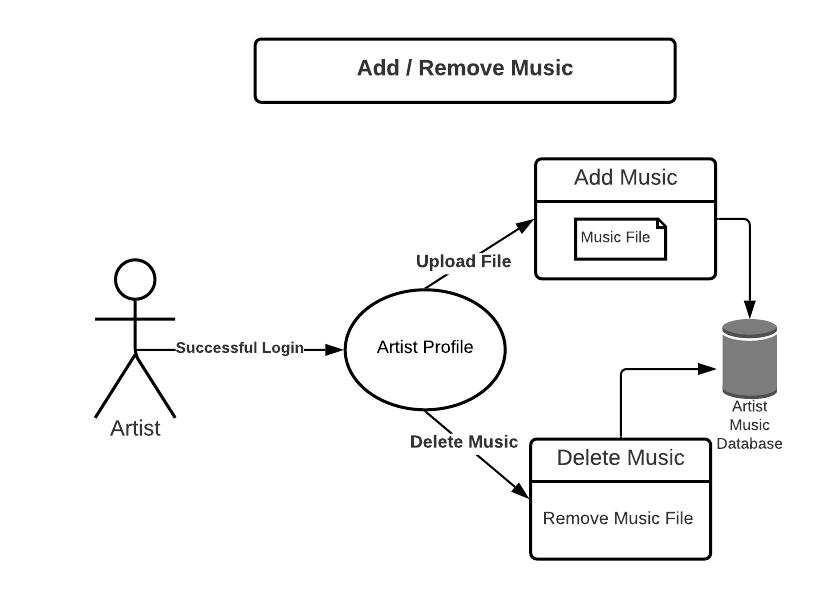 Add / Remove Music
Add Music
Music File
Upload File
Successful Login
Artist Profile
Artist
Delete Music
Artist
Music
Database
Delete Music
Remove Music File